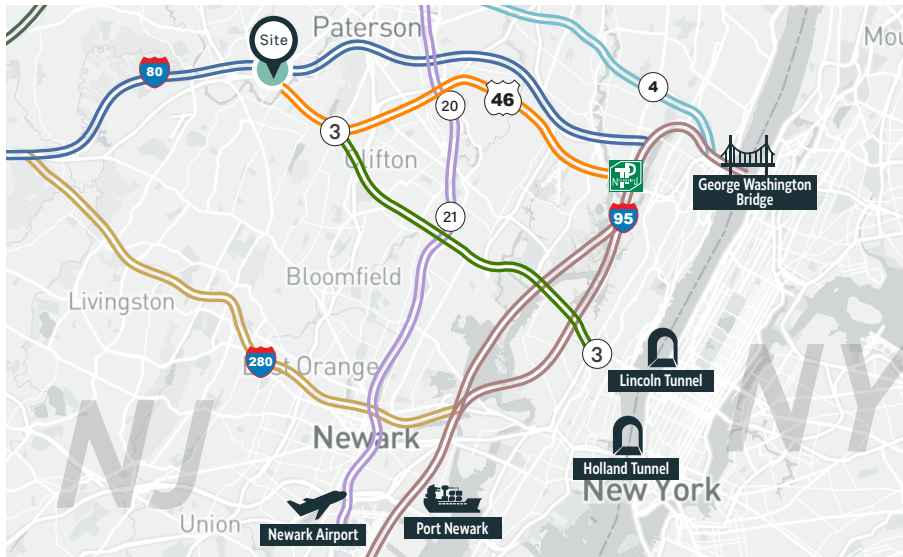 Site
Paterson
Mou
80
4
20
46
3
Clifton
George Washington
Bridge
21
95
Bloomfield
Livingston
3
280
East Orange
Lincoln Tunnel
NJ
NY
Newark
Holland Tunnel
New York
Union
Newark Airport
Port Newark